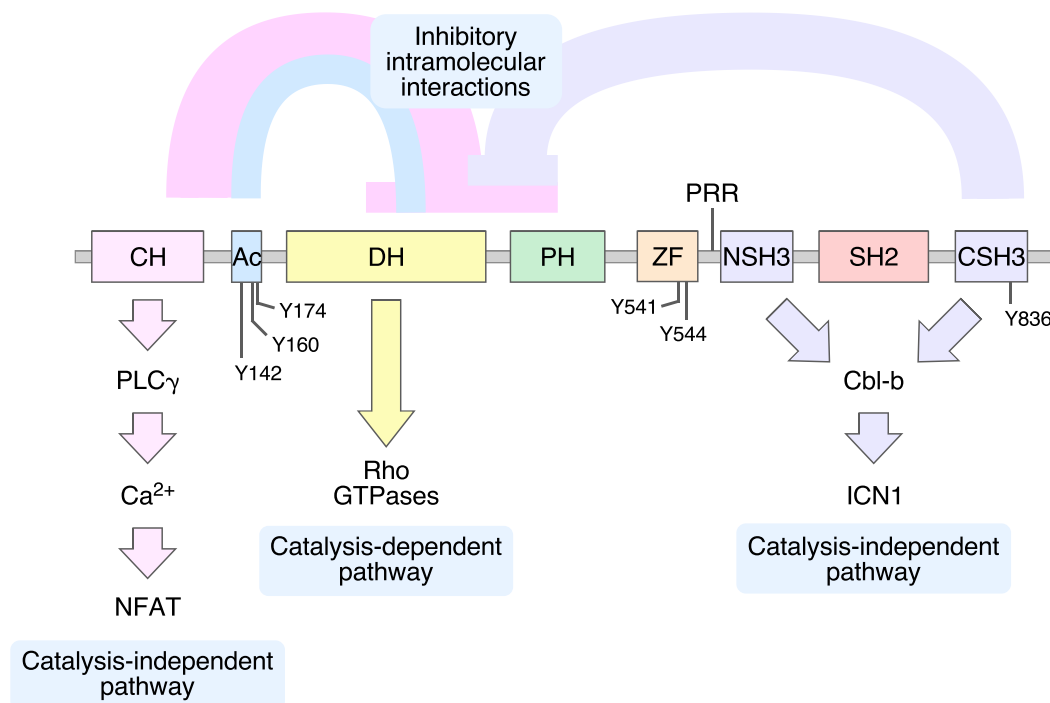 Inhibitory
intramolecular
interactions
PRR
CH
Ac
DH
PH
ZF
NSH3
SH2
CSH3
Y174
Y160
Y142
Y541
Y544
Y836
PLCγ
Ca²⁺
NFAT
Catalysis-independent
pathway
Rho
GTPases
Catalysis-dependent
pathway
Cbl-b
ICN1
Catalysis-independent
pathway